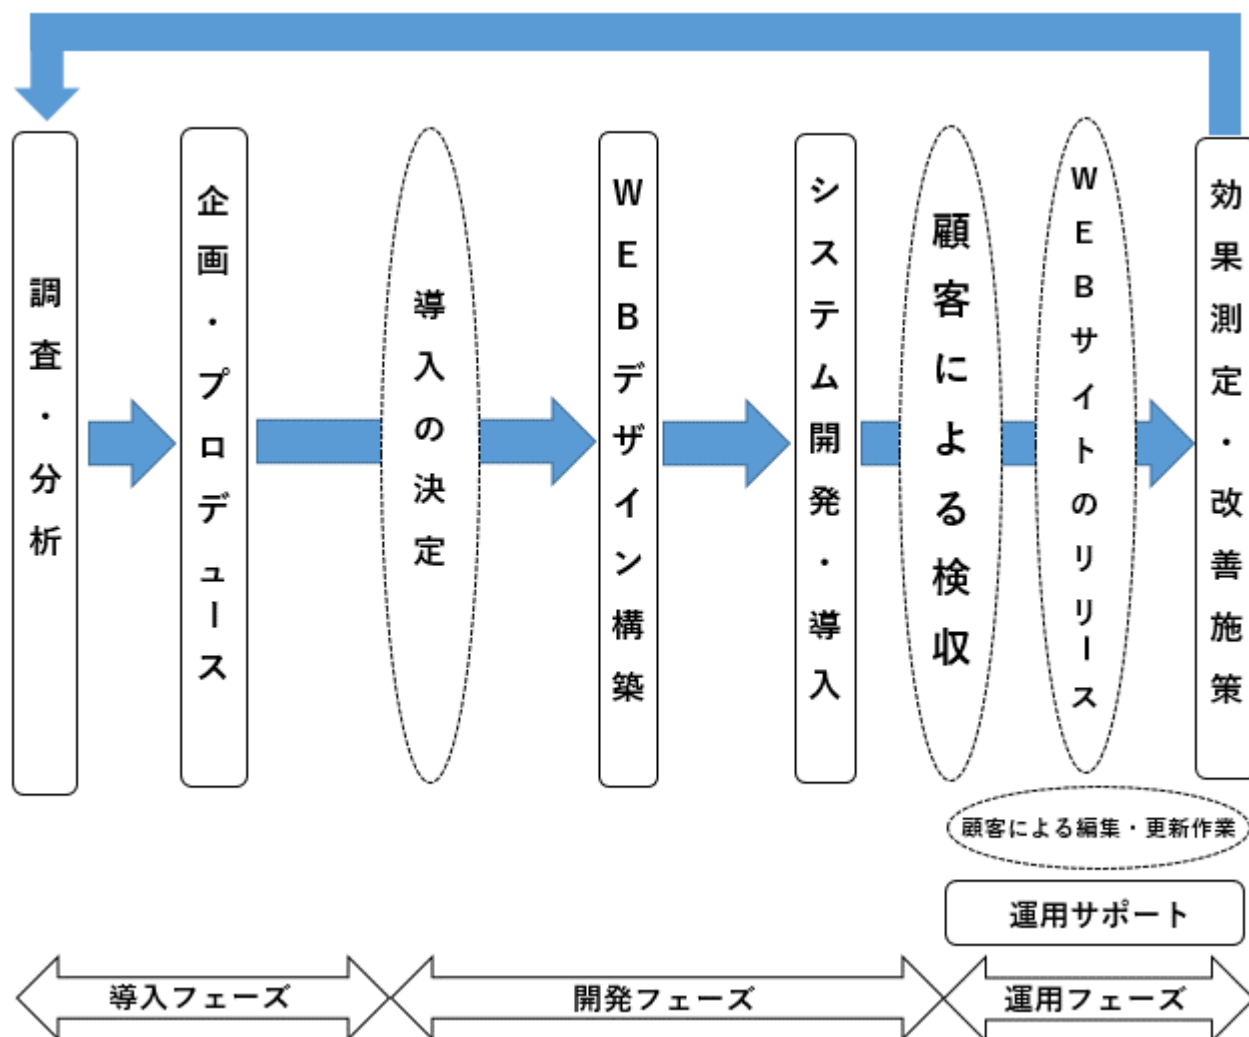 調査・分析
企画・プロデュース
導入の決定
WEBデザイン構築
システム開発・導入
顧客による検収
WEBサイトのリリース
効果測定・改善施策
顧客による編集・更新作業
運用サポート
導入フェーズ
開発フェーズ
運用フェーズ